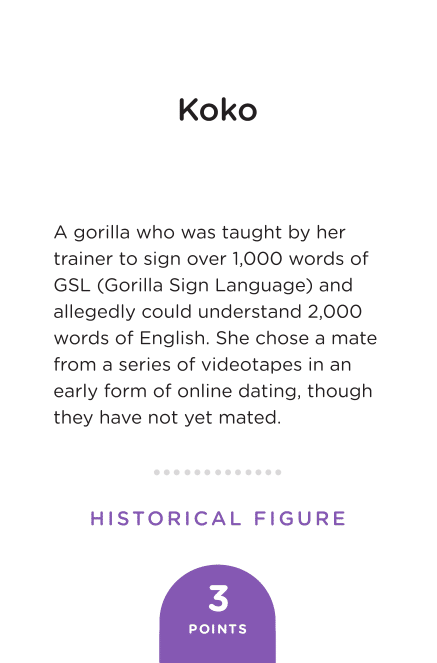 Koko
A gorilla who was taught by her
trainer to sign over 1,000 words of
GSL (Gorilla Sign Language) and
allegedly could understand 2,000
words of English. She chose a mate
from a series of videotapes in an
early form of online dating, though
they have not yet mated.
HISTORICAL FIGURE
3
POINTS